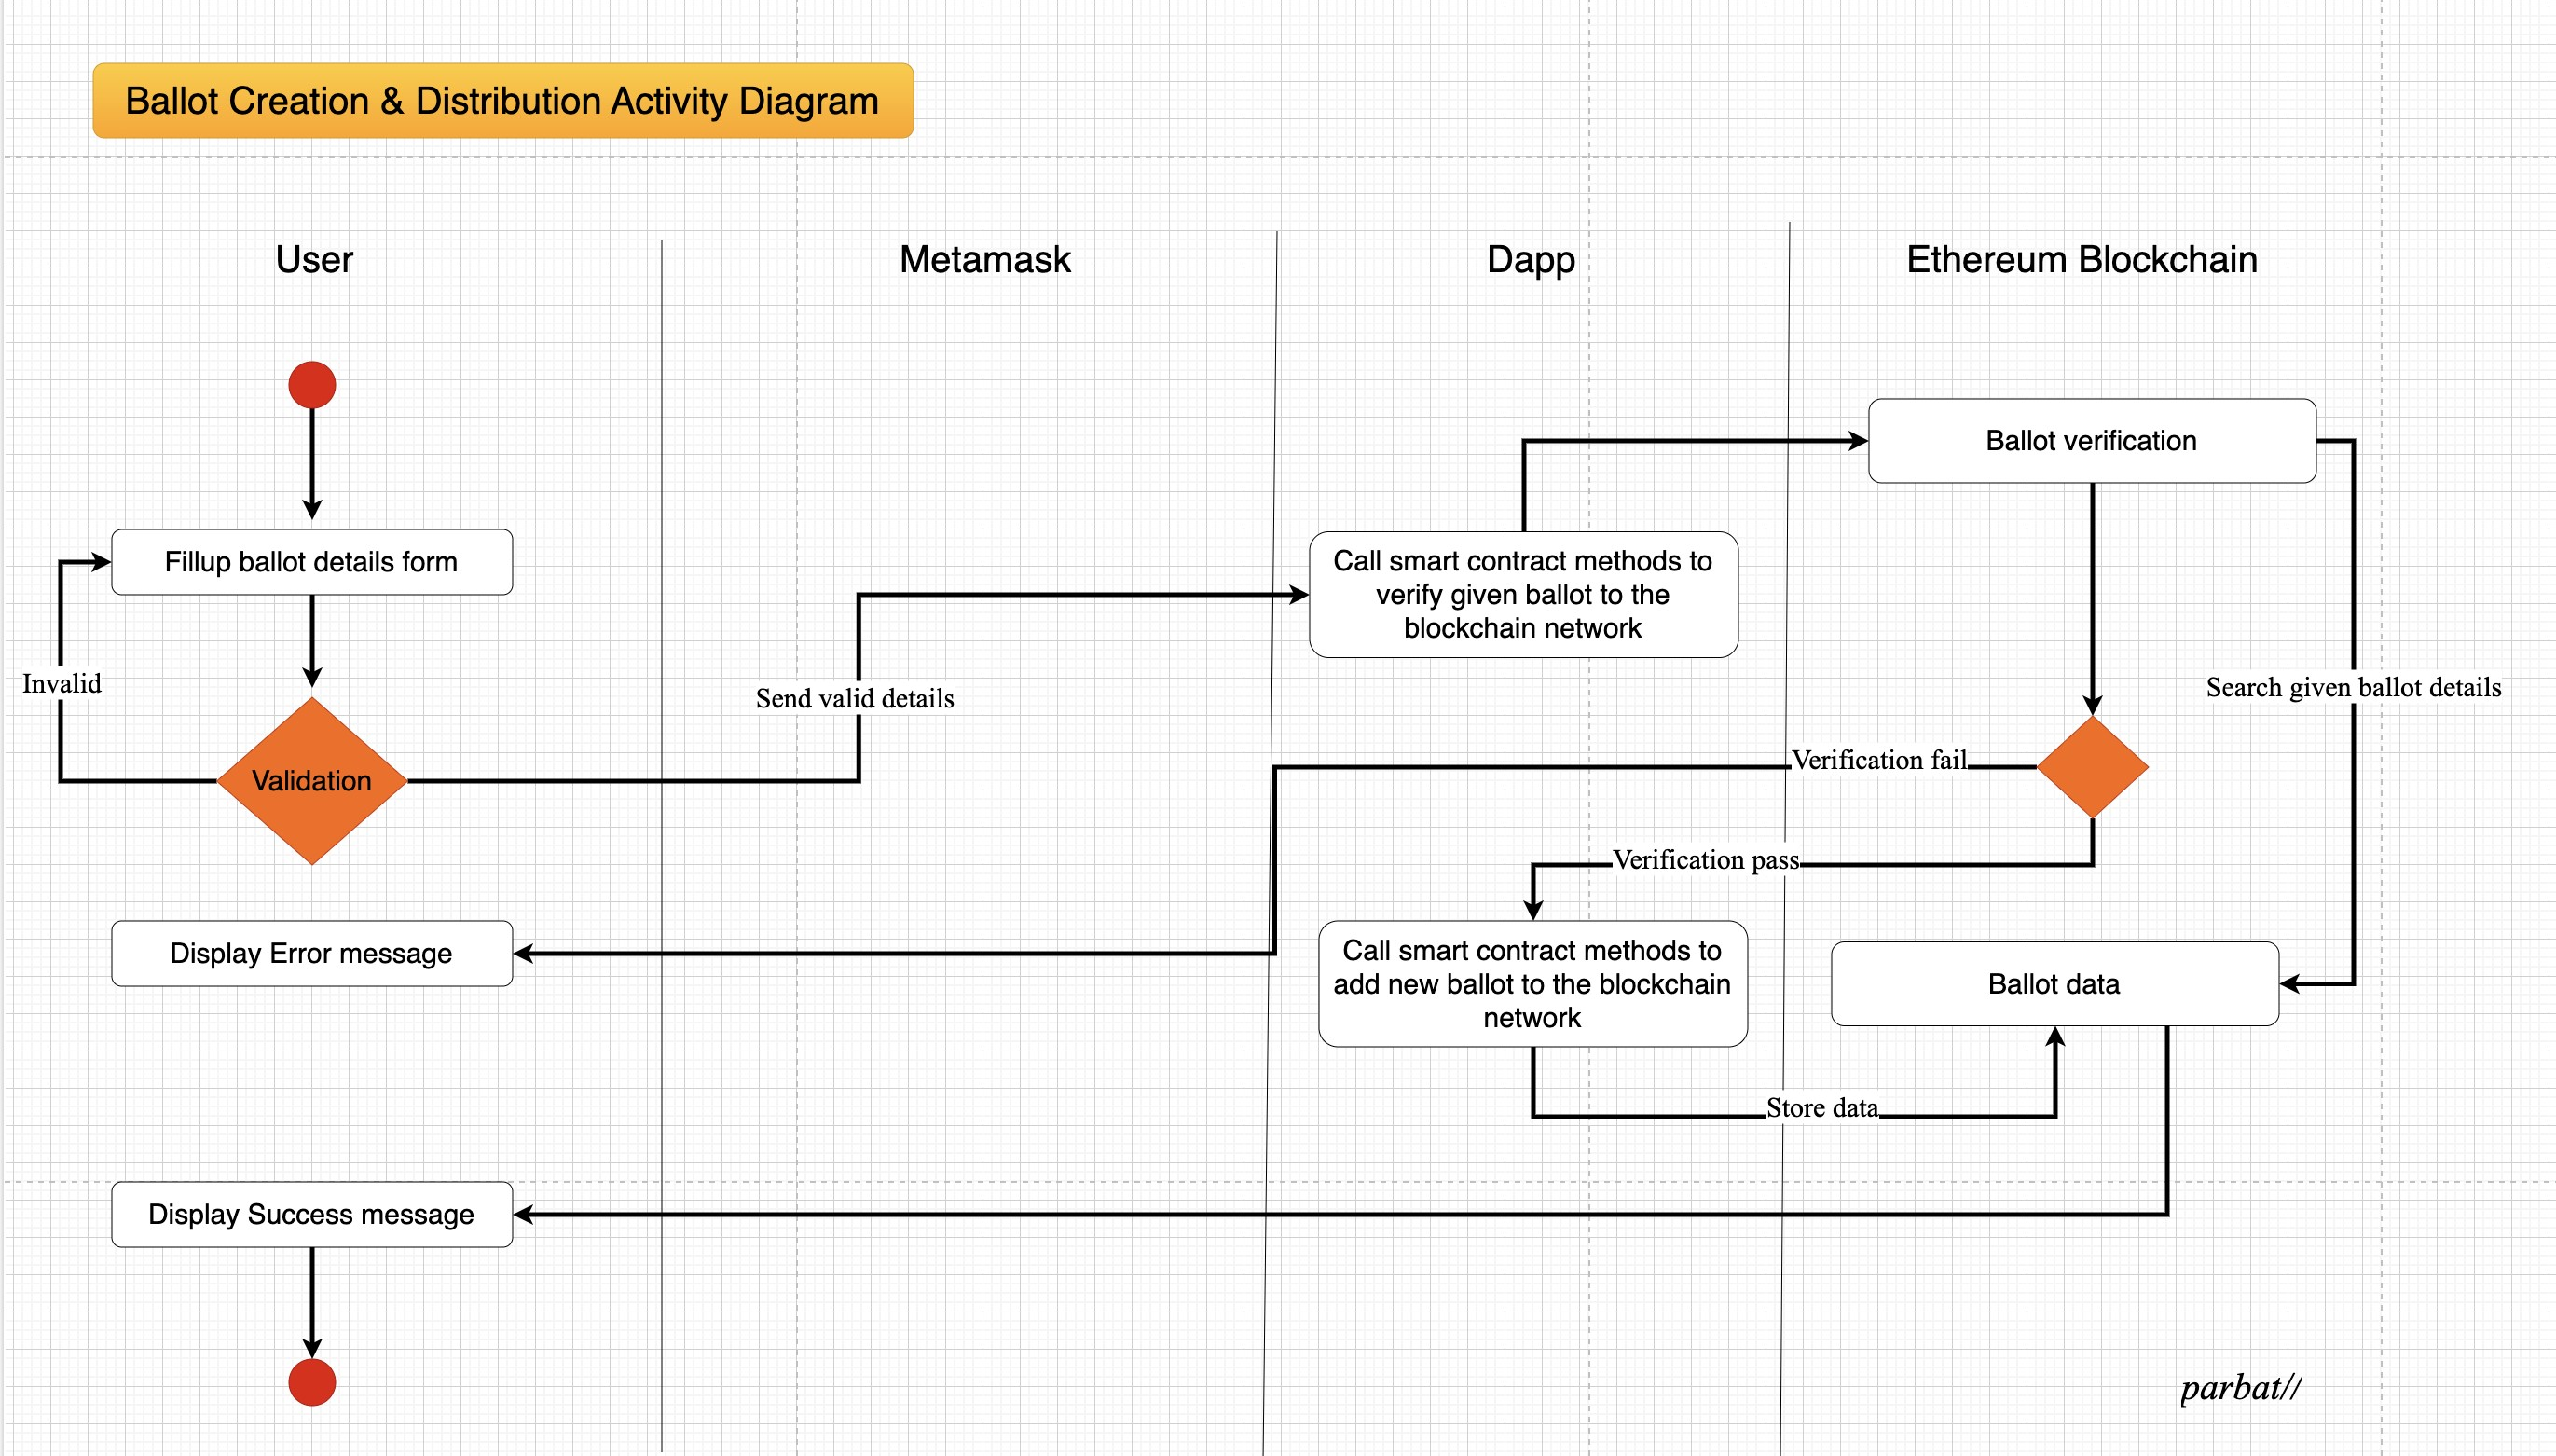 Ballot Creation & Distribution Activity Diagram
User
Metamask
Dapp
Ethereum Blockchain
Ballot verification
Fillup ballot details form
Call smart contract methods to
verify given ballot to the
blockchain network
Invalid
Send valid details
Search given ballot details
Validation
Verification fail
Verification pass
Display Error message
Call smart contract methods to
add new ballot to the blockchain
network
Ballot data
Store data
Display Success message
parbat//